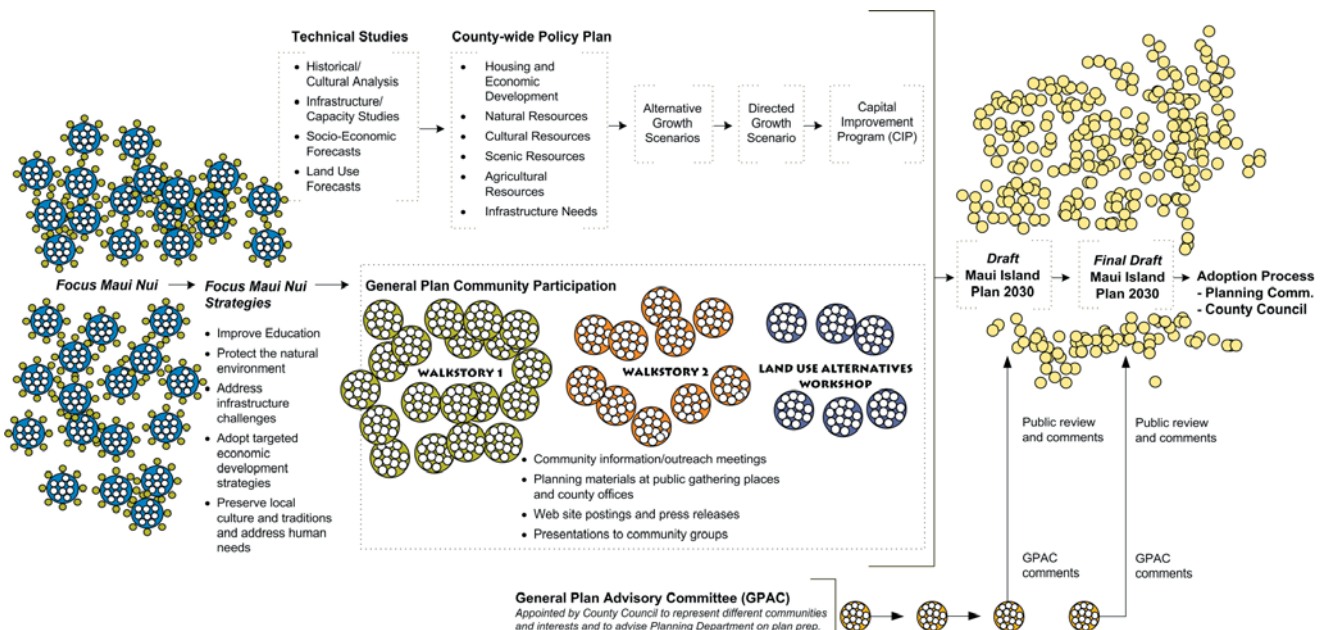 Technical Studies
• Historical/
Cultural Analysis
• Infrastructure/
Capacity Studies
• Socio-Economic
Forecasts
• Land Use
Forecasts
County-wide Policy Plan
• Housing and
Economic
Development
• Natural Resources
• Cultural Resources
• Scenic Resources
• Agricultural
Resources
• Infrastructure Needs
Alternative
Growth
Scenarios
Directed
Growth
Scenario
Capital
Improvement
Program (CIP)
Focus Maui Nui
Focus Maui Nui
Strategies
• Improve Education
• Protect the natural
environment
• Address
infrastructure
challenges
• Adopt targeted
economic
development
strategies
• Preserve local
culture and traditions
and address human
needs
General Plan Community Participation
WALKSTORY 1
WALKSTORY 2
LAND USE ALTERNATIVES
WORKSHOP
• Community information/outreach meetings
• Planning materials at public gathering places
and county offices
• Web site postings and press releases
• Presentations to community groups
Draft
Maui Island
Plan 2030
Final Draft
Maui Island
Plan 2030
Adoption Process
- Planning Comm.
- County Council
Public review
and comments
Public review
and comments
GPAC
comments
GPAC
comments
General Plan Advisory Committee (GPAC)
Appointed by County Council to represent different communities
and interests and to advise Planning Department on plan prep.